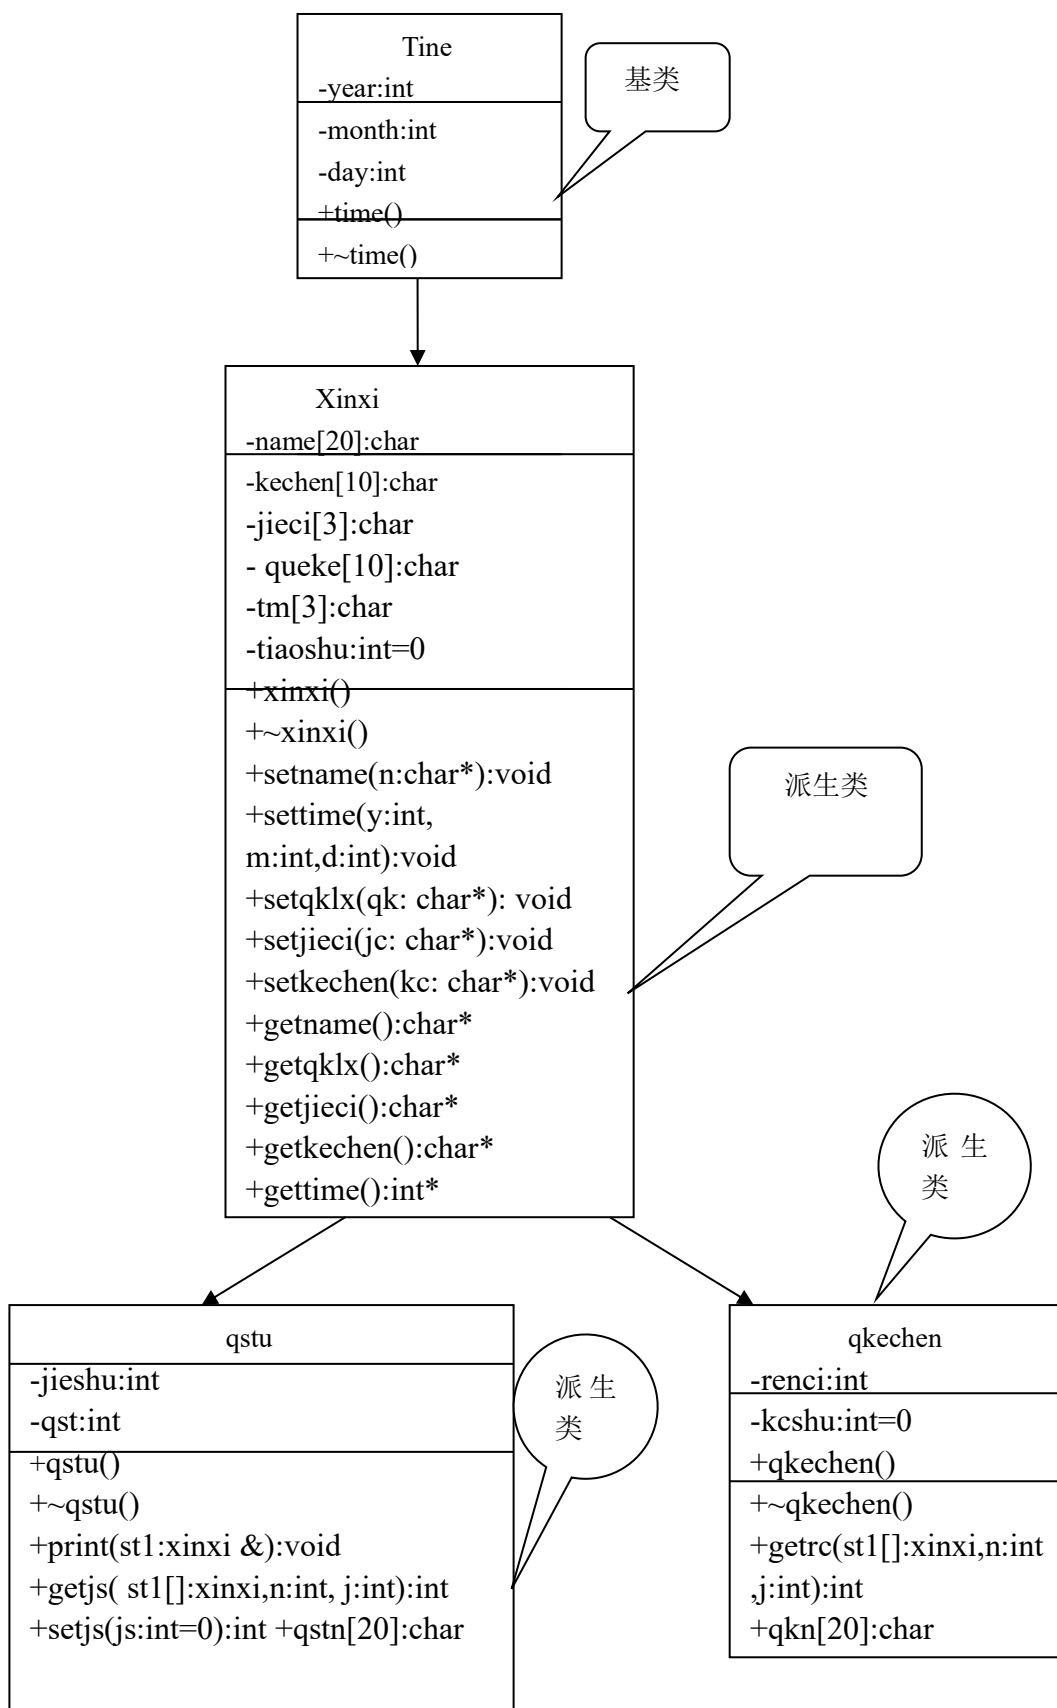 Tine
-year:int
-month:int
-day:int
+time()
+~time()
基类
Xinxi
-name[20]:char
-kechen[10]:char
-jieci[3]:char
- queke[10]:char
-tm[3]:char
-tiaoshu:int=0
+xinxi()
+~xinxi()
+setname(n:char*):void
+settime(y:int,
m:int,d:int):void
+setqklx(qk: char*): void
+setjieci(jc: char*):void
+setkechen(kc: char*):void
+getname():char*
+getqklx():char*
+getjieci():char*
+getkechen():char*
+gettime():int*
派生类
qstu
-jieshu:int
-qst:int
+qstu()
+~qstu()
+print(st1:xinxi &):void
+getjs( st1[]:xinxi,n:int, j:int):int
+setjs(js:int=0):int +qstn[20]:char
派 生
类
qkechen
-renci:int
-kcshu:int=0
+qkechen()
+~qkechen()
+getrc(st1[]:xinxi,n:int
,j:int):int
+qkn[20]:char
派 生
类